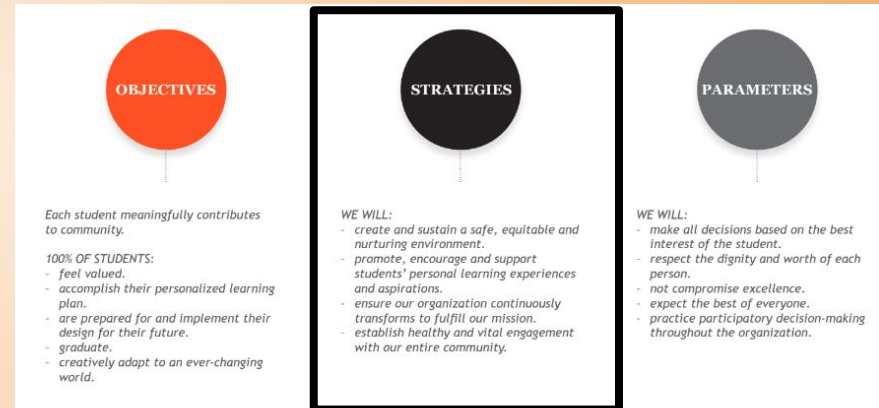 OBJECTIVES
Each student meaningfully contributes
to community.
100% OF STUDENTS:
- feel valued.
- accomplish their personalized learning
plan.
- are prepared for and implement their
design for their future.
- graduate.
- creatively adapt to an ever-changing
world.
STRATEGIES
WE WILL:
- create and sustain a safe, equitable and
nurturing environment.
- promote, encourage and support
students' personal learning experiences
and aspirations.
- ensure our organization continuously
transforms to fulfill our mission.
- establish healthy and vital engagement
with our entire community.
PARAMETERS
WE WILL:
- make all decisions based on the best
interest of the student.
- respect the dignity and worth of each
person.
- not compromise excellence.
- expect the best of everyone.
- practice participatory decision-making
throughout the organization.